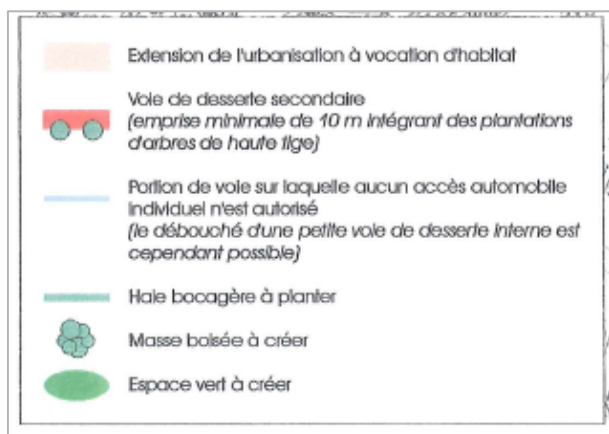 Extension de l'urbanisation à vocation d'habitat
Voie de desserte secondaire
(emprise minimale de 10 m intégrant des plantations
d'arbres de haute tige)
Portion de voie sur laquelle aucun accès automobile
individuel n'est autorisé
(le débouché d'une petite voie de desserte interne est
cependant possible)
Haie bocagère à planter
Masse boisée à créer
Espace vert à créer